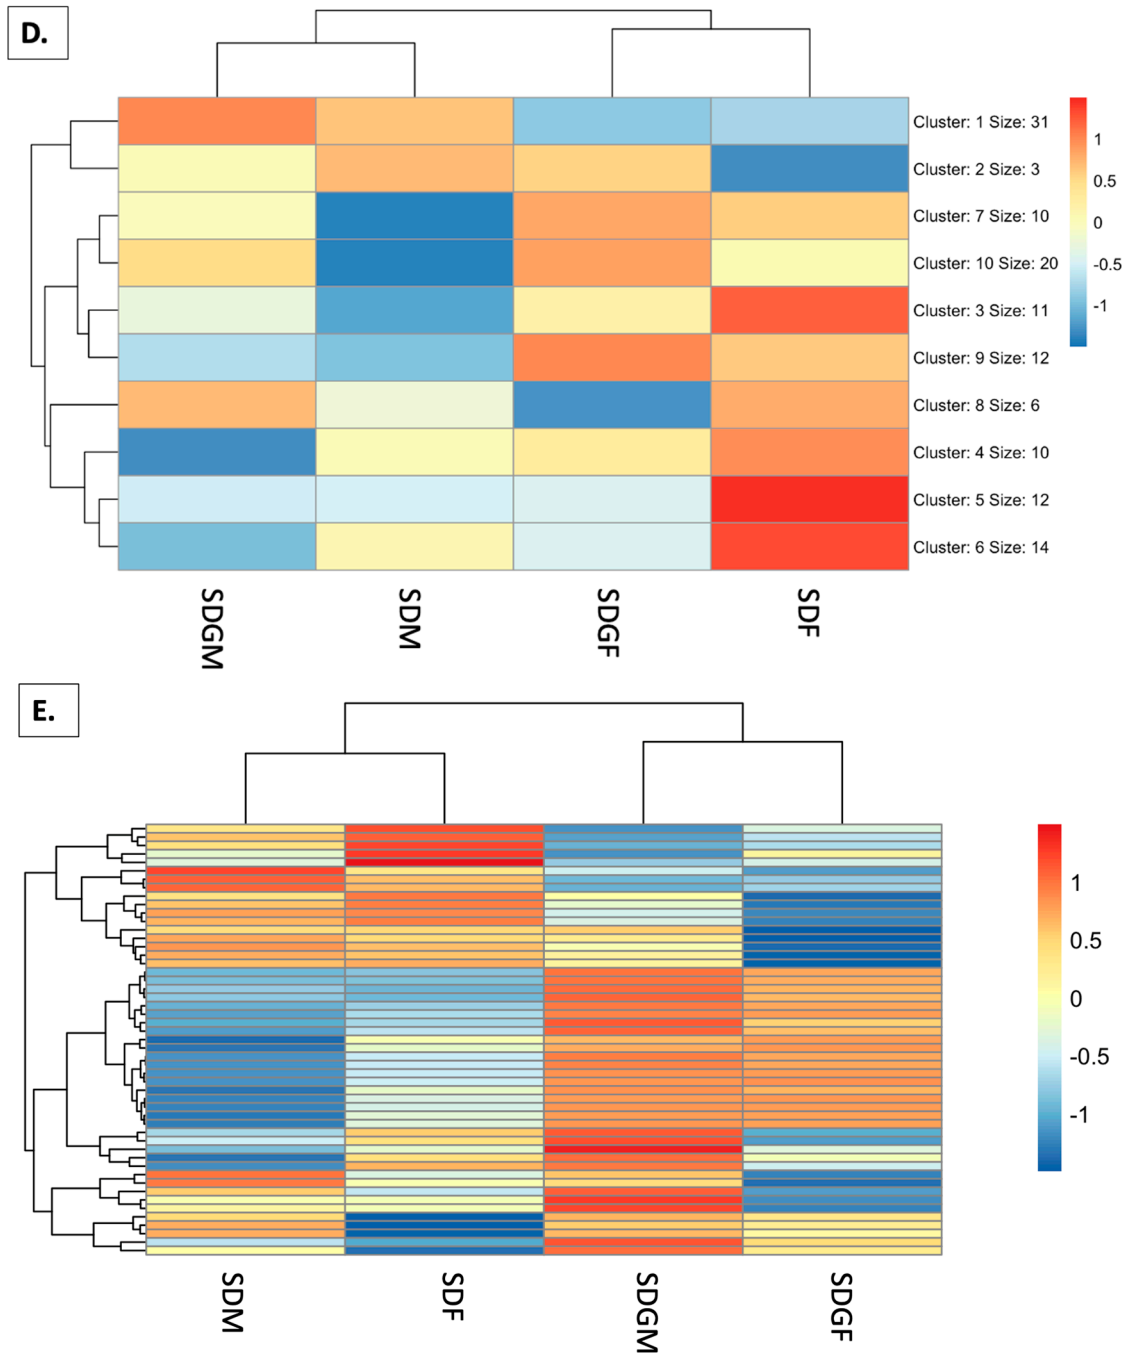 D.
Cluster: 1 Size: 31
Cluster: 2 Size: 3
Cluster: 7 Size: 10
Cluster: 10 Size: 20
Cluster: 3 Size: 11
Cluster: 9 Size: 12
Cluster: 8 Size: 6
Cluster: 4 Size: 10
Cluster: 5 Size: 12
Cluster: 6 Size: 14
1
0.5
0
-0.5
-1
SDGM
SDM
SDGF
SDF
E.
1
0.5
0
-0.5
-1
SDM
SDF
SDGM
SDGF